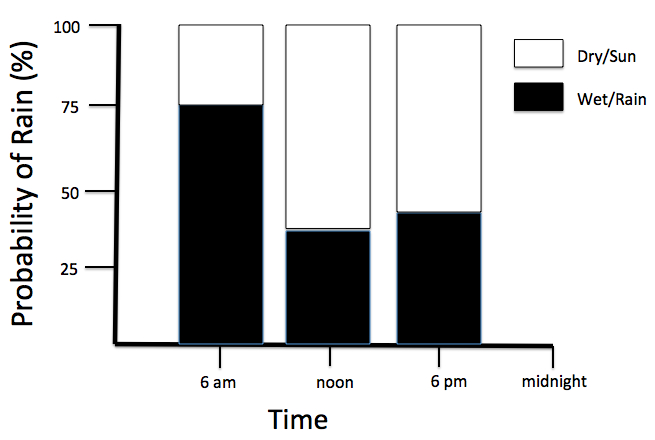 Probability of Rain (%)
100
75
50
25
Dry/Sun
Wet/Rain
6 am
noon
6 pm
midnight
Time